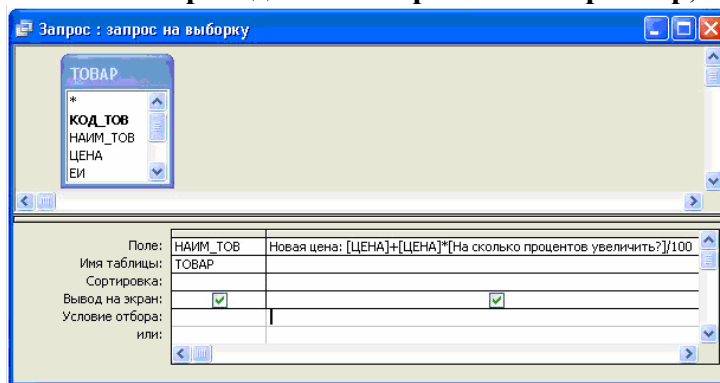 Запрос : запрос на выборку
ТОВАР
*
КОД_ТОВ
НАИМ_ТОВ
ЦЕНА
ЕИ
Поле: НАИМ_ТОВ Новая цена: [ЦЕНА]+[ЦЕНА]*[На сколько процентов увеличить?]/100
Имя таблицы: ТОВАР
Сортировка:
Вывод на экран:
Условие отбора:
или: